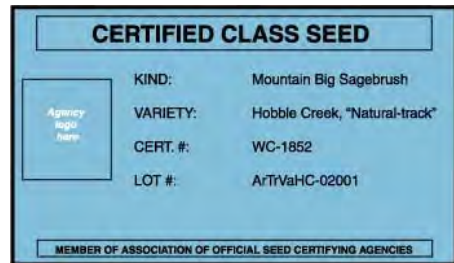 CERTIFIED CLASS SEED
Agency
logo
here
KIND: Mountain Big Sagebrush
VARIETY: Hobble Creek, "Natural-track"
CERT. #: WC-1852
LOT #: ArTrVaHC-02001
MEMBER OF ASSOCIATION OF OFFICIAL SEED CERTIFYING AGENCIES